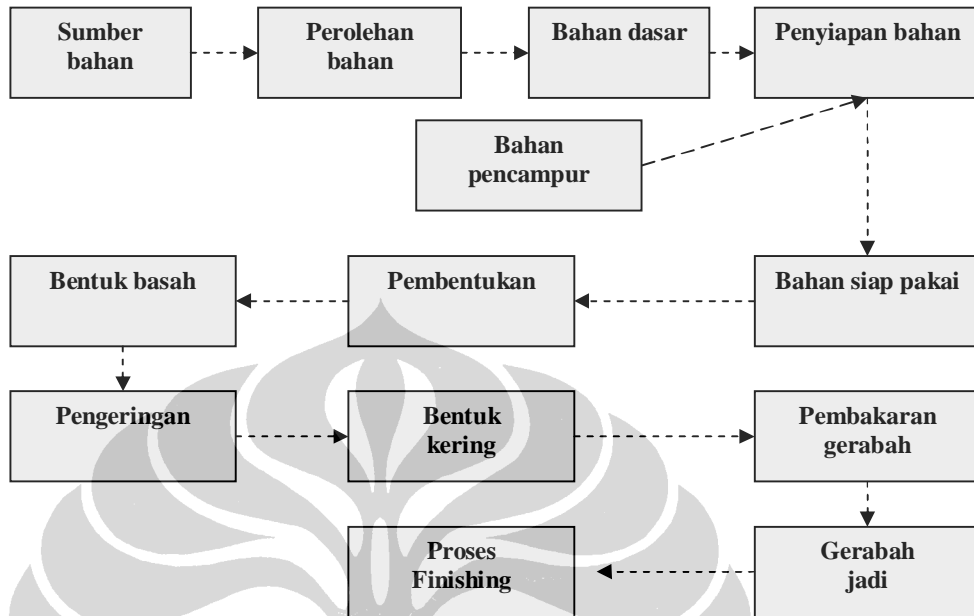 Sumber
bahan
Perolehan
bahan
Bahan dasar
Penyiapan bahan
Bahan
pencampur
Bentuk basah
Pembentukan
Bahan siap pakai
Pengeringan
Bentuk
kering
Pembakaran
gerabah
Proses
Finishing
Gerabah
jadi